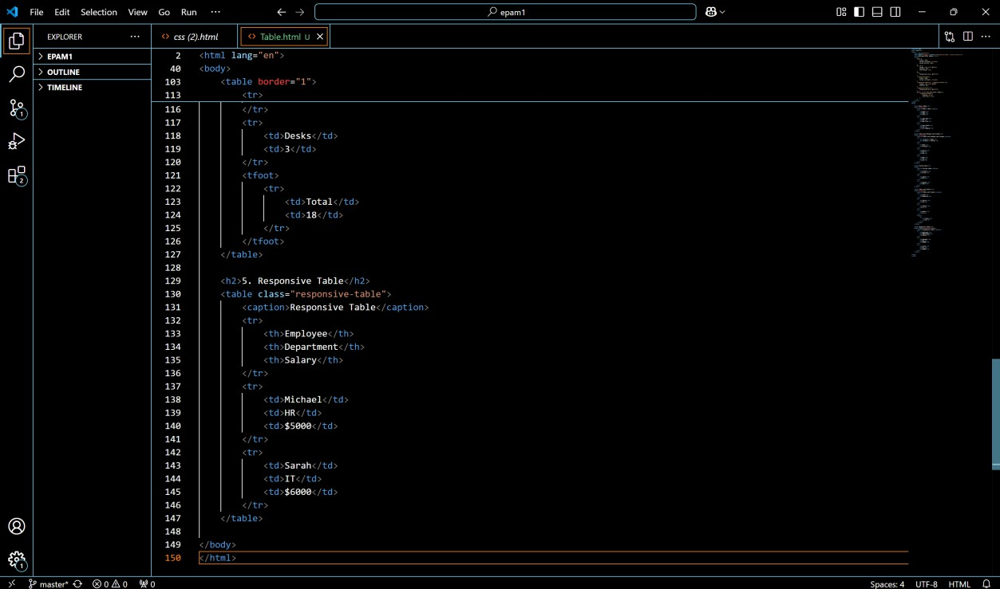 File Edit Selection View Go Run ··· epam1
EXPLORER ···
css (2).html
Table.html U
EPAM1
OUTLINE
TIMELINE
2 <html lang="en">
40 <body>
103 <table border="1">
113 <tr>
116 </tr>
117 <tr>
118 <td>Desks</td>
119 <td>3</td>
120 </tr>
121 <tfoot>
122 <tr>
123 <td>Total</td>
124 <td>18</td>
125 </tr>
126 </tfoot>
127 </table>
128
129 <h2>5. Responsive Table</h2>
130 <table class="responsive-table">
131 <caption>Responsive Table</caption>
132 <tr>
133 <th>Employee</th>
134 <th>Department</th>
135 <th>Salary</th>
136 </tr>
137 <tr>
138 <td>Michael</td>
139 <td>HR</td>
140 <td>$5000</td>
141 </tr>
142 <tr>
143 <td>Sarah</td>
144 <td>IT</td>
145 <td>$6000</td>
146 </tr>
147 </table>
148
149 </body>
150 </html>
1
2
1
master* 0 0 0 Spaces: 4 UTF-8 HTML